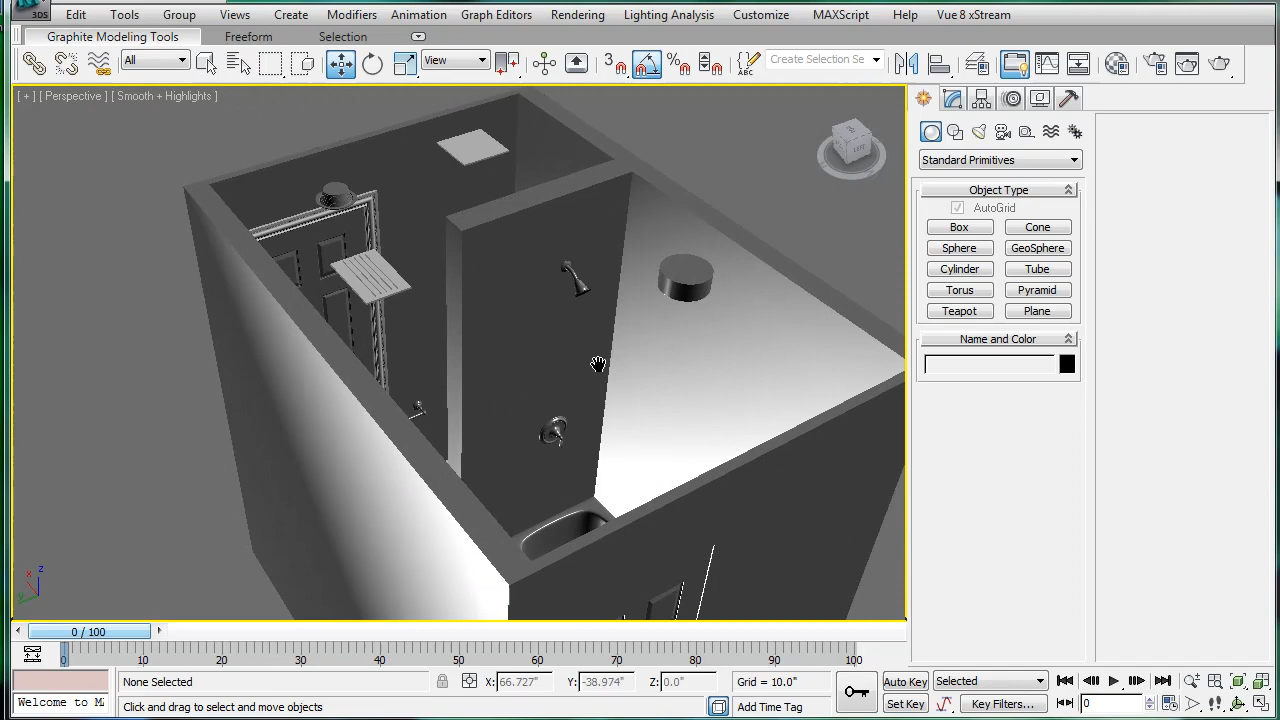 3DS Edit Tools Group Views Create Modifiers Animation Graph Editors Rendering Lighting Analysis Customize MAXScript Help Vue 8 xStream
Graphite Modeling Tools Freeform Selection
All View 3 % ABC Create Selection Se
[ + ] [ Perspective ] [ Smooth + Highlights ]
LEFT
Standard Primitives
Object Type
AutoGrid
Box Cone
Sphere GeoSphere
Cylinder Tube
Torus Pyramid
Teapot Plane
Name and Color
z
x
y
0 / 100
0 10 20 30 40 50 60 70 80 90 100
None Selected X: 66.727" Y: -38.974" Z: 0.0" Grid = 10.0" Auto Key Selected
Welcome to M Click and drag to select and move objects Add Time Tag Set Key Key Filters... 0